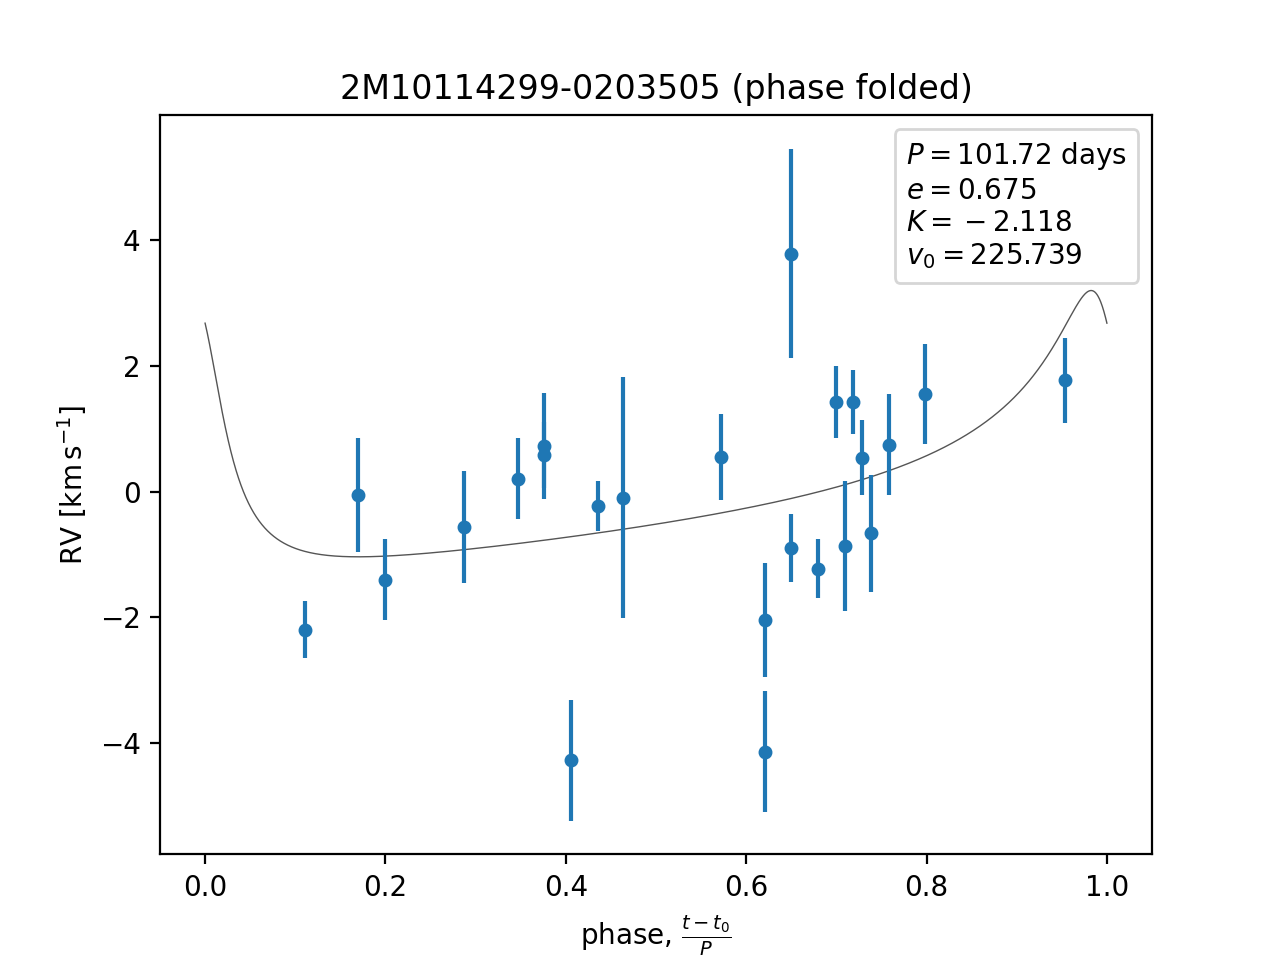 2M10114299-0203505 (phase folded)
P = 101.72 days
e = 0.675
K = − 2.118
v₀ = 225.739
RV [km s⁻¹]
4
2
0
−2
−4
0.0 0.2 0.4 0.6 0.8 1.0
phase, (t − t₀)/P